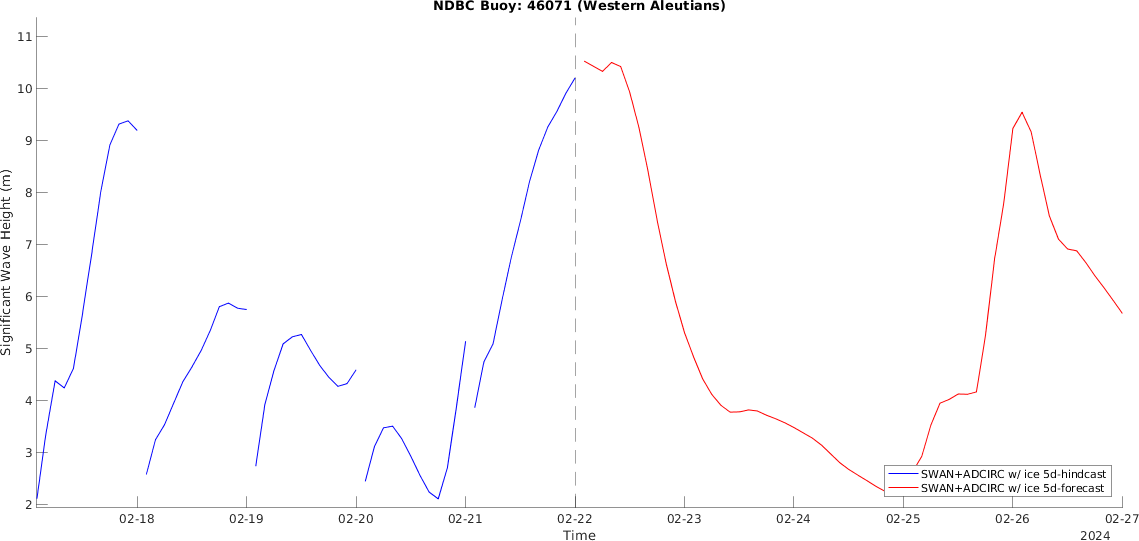 NDBC Buoy: 46071 (Western Aleutians)
Significant Wave Height (m)
11
10
9
8
7
6
5
4
3
2
SWAN+ADCIRC w/ ice 5d-hindcast
SWAN+ADCIRC w/ ice 5d-forecast
02-18 02-19 02-20 02-21 02-22 02-23 02-24 02-25 02-26 02-27
Time
2024